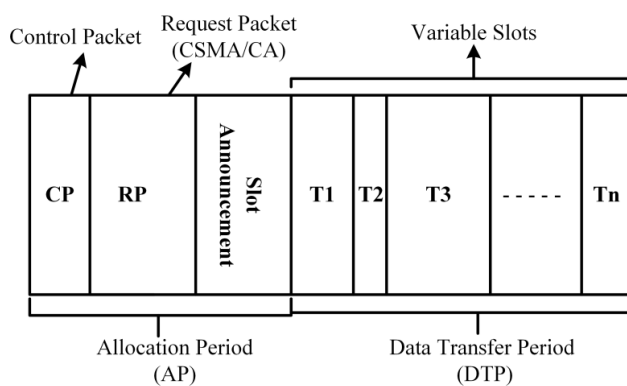 Control Packet
Request Packet
(CSMA/CA)
Variable Slots
CP
RP
Slot
Announcement
T1
T2
T3
- - - - -
Tn
Allocation Period
(AP)
Data Transfer Period
(DTP)